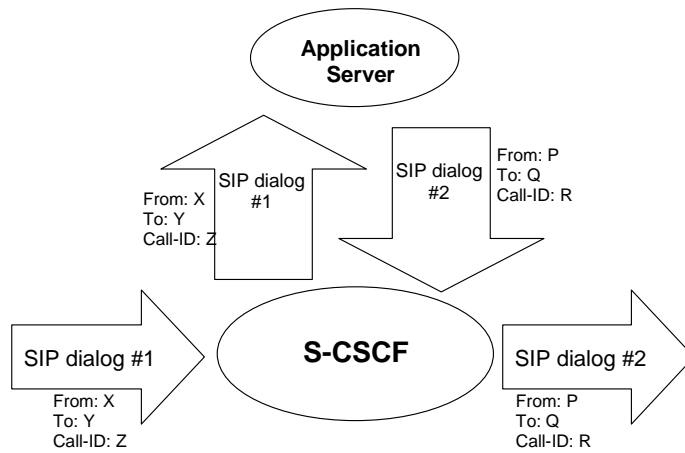 Application
Server
SIP dialog
#1
From: X
To: Y
Call-ID: Z
SIP dialog
#2
From: P
To: Q
Call-ID: R
S-CSCF
SIP dialog #1
From: X
To: Y
Call-ID: Z
SIP dialog #2
From: P
To: Q
Call-ID: R